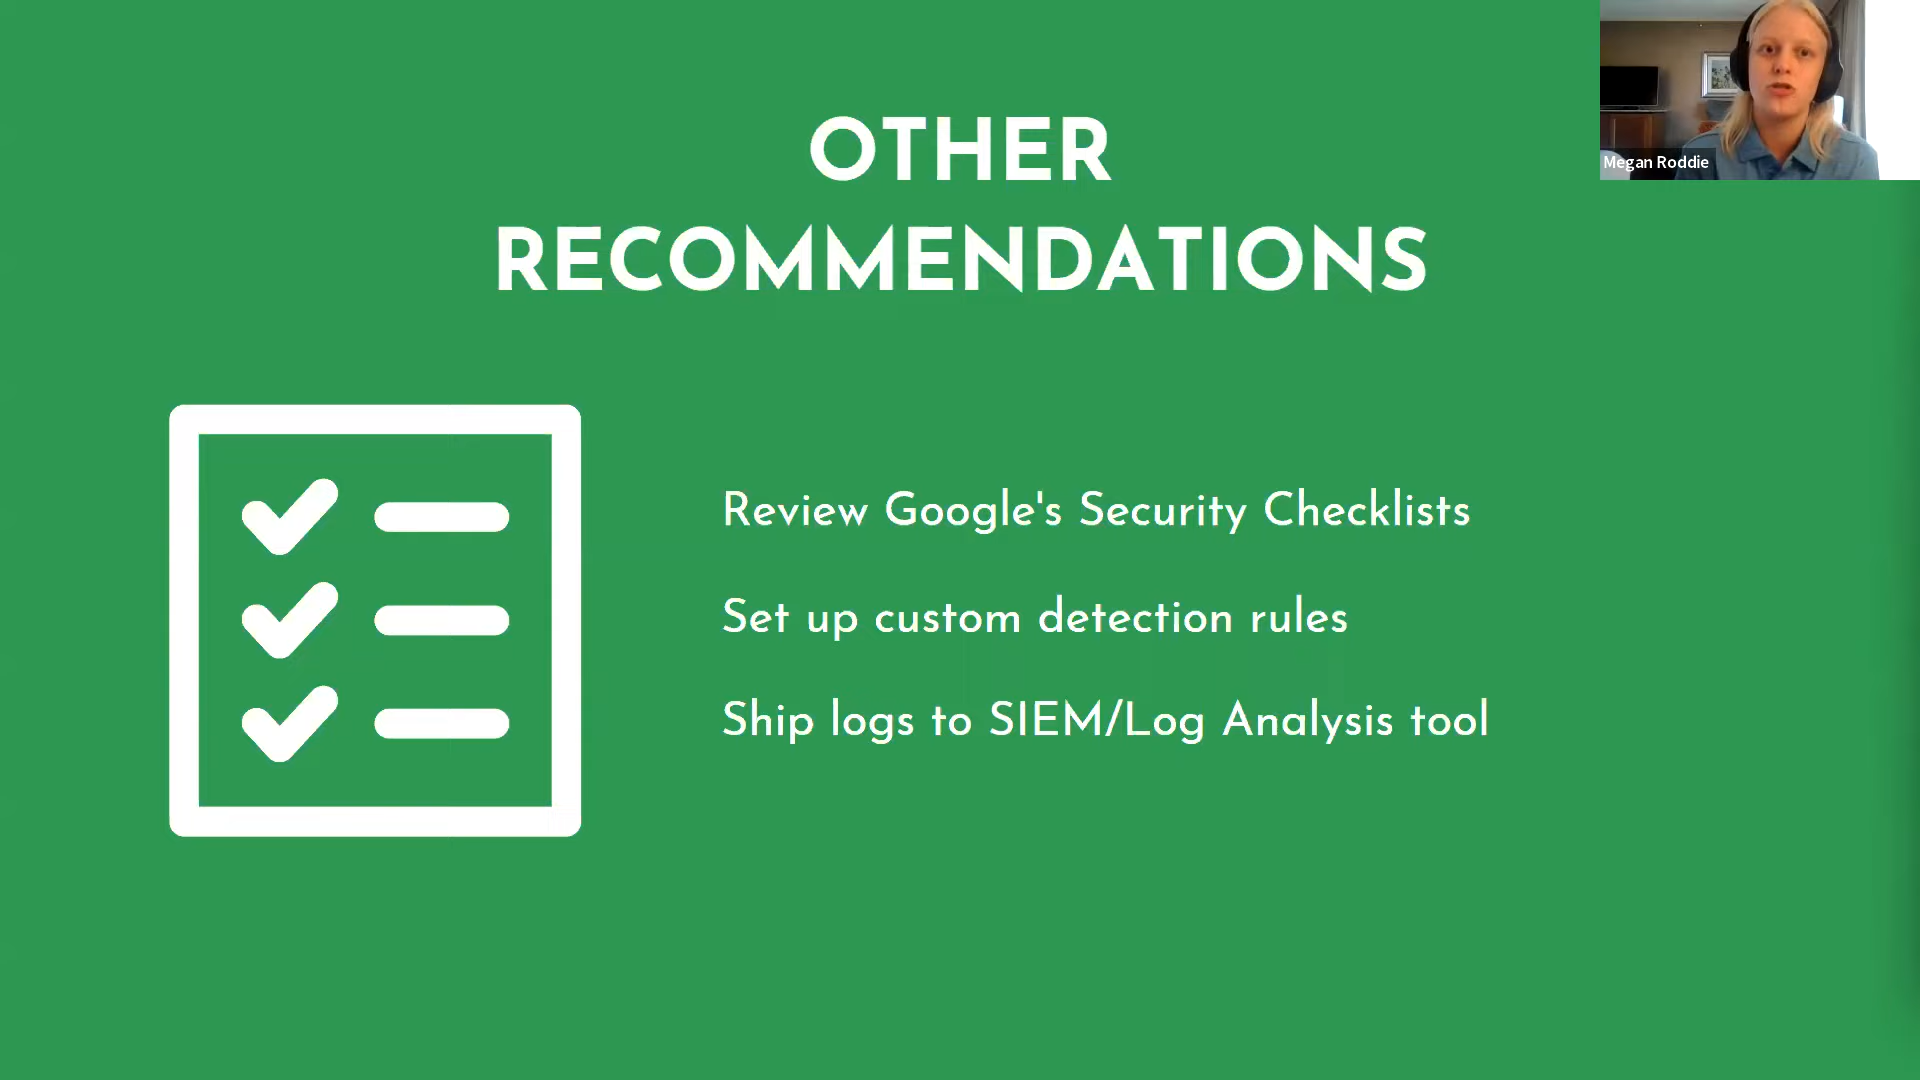 OTHER
RECOMMENDATIONS
Megan Roddie
Review Google's Security Checklists
Set up custom detection rules
Ship logs to SIEM/Log Analysis tool